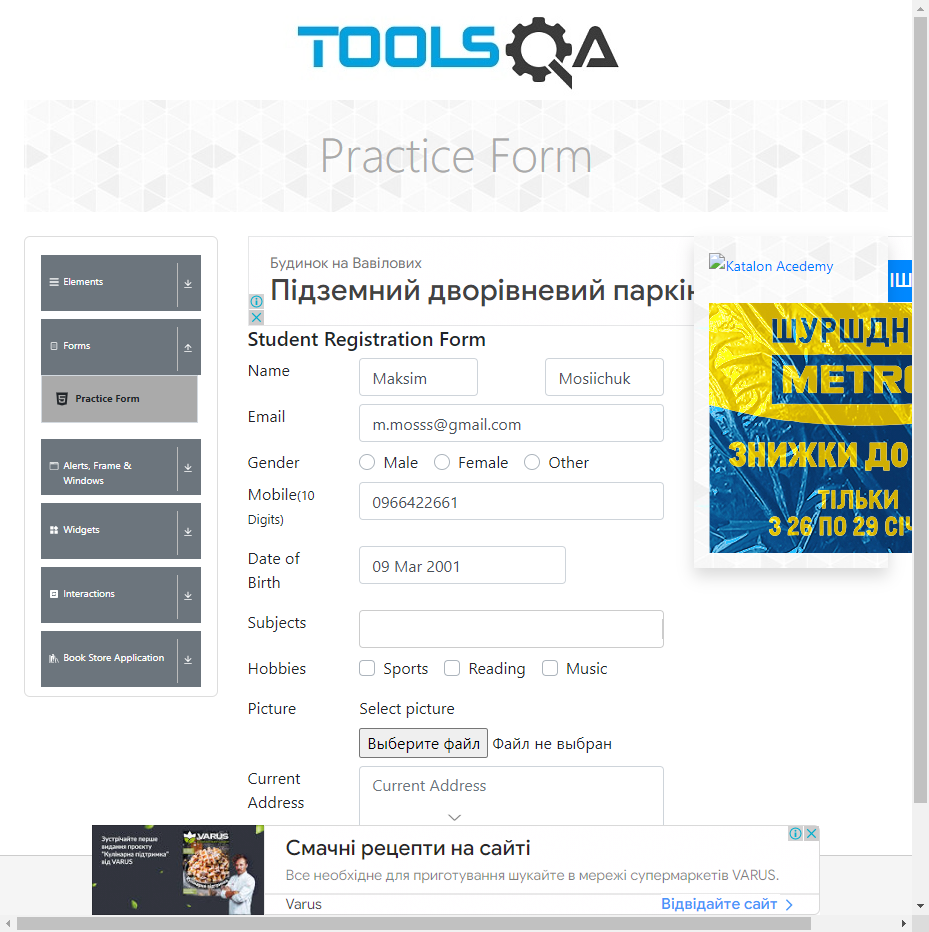 TOOLSQA
Practice Form
Elements
Forms
Practice Form
Alerts, Frame &
Windows
Widgets
Interactions
Book Store Application
Будинок на Вавілових
Підземний дворівневий паркін
Student Registration Form
Name
Maksim
Mosiichuk
Email
m.mosss@gmail.com
Gender
Male
Female
Other
Mobile(10
Digits)
0966422661
Date of
Birth
09 Mar 2001
Subjects
Hobbies
Sports
Reading
Music
Picture
Select picture
Выберите файл Файл не выбран
Current
Address
Current Address
Katalon Acedemy
ІШ
ШУРШДН
METRO
ЗНИЖКИ ДО
ТІЛЬКИ
З 26 ПО 29 СІЧ
Зустрічайте перше
видання проєкту
"Кулінарна підтримка"
від VARUS
VARUS
Смачні рецепти на сайті
Все необхідне для приготування шукайте в мережі супермаркетів VARUS.
Varus
Відвідайте сайт